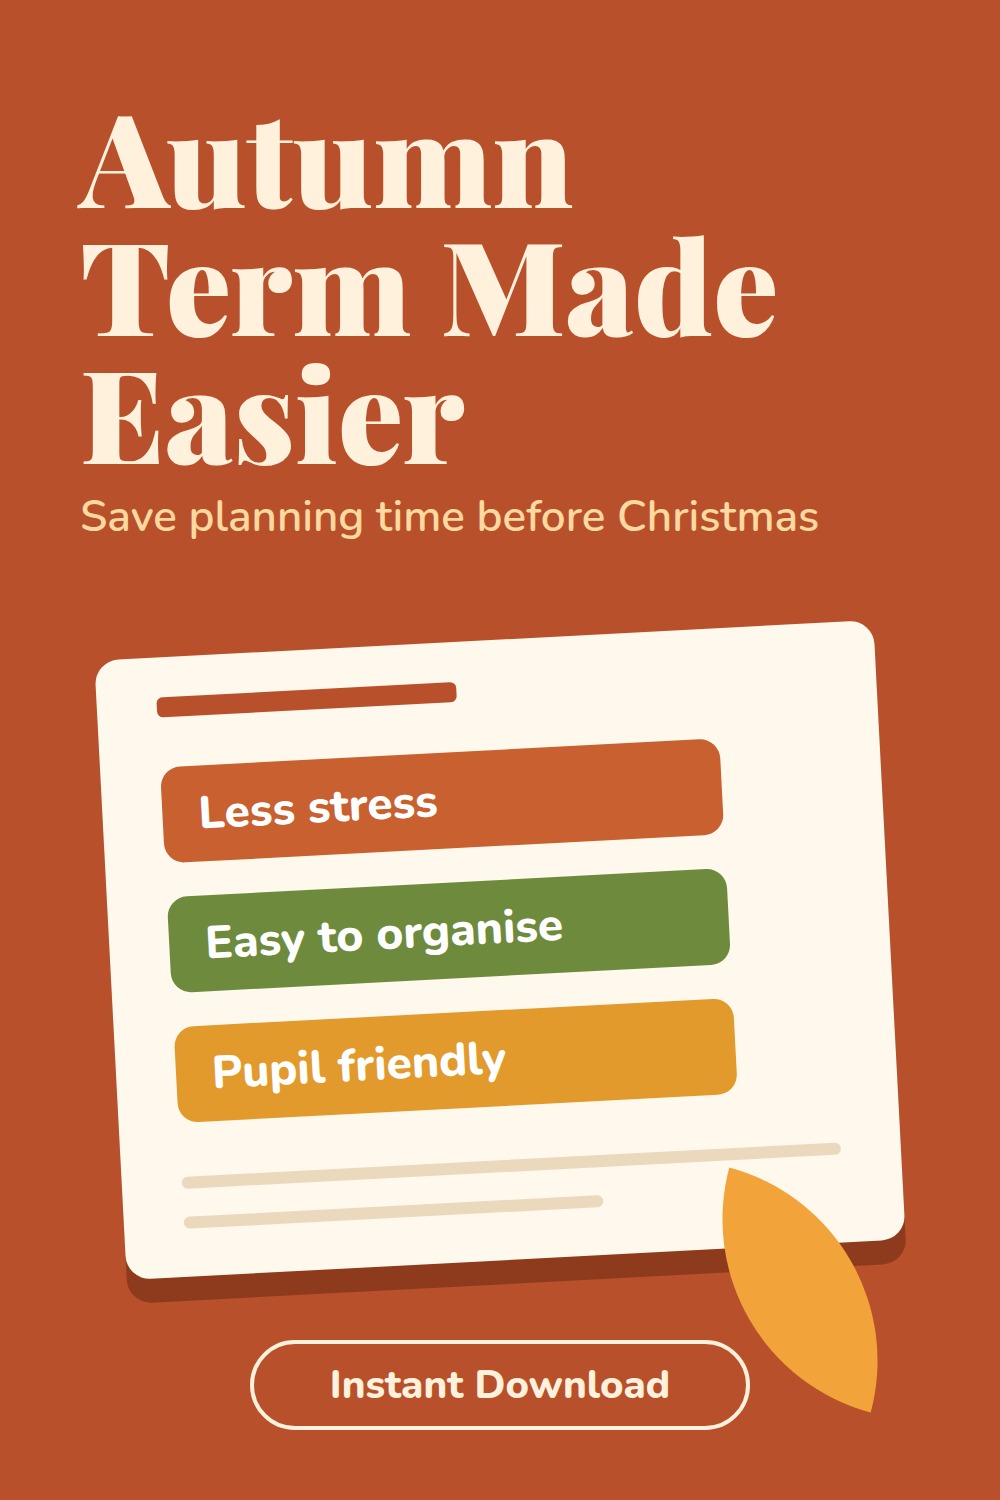 Autumn
Term Made
Easier
Save planning time before Christmas
Less stress
Easy to organise
Pupil friendly
Instant Download